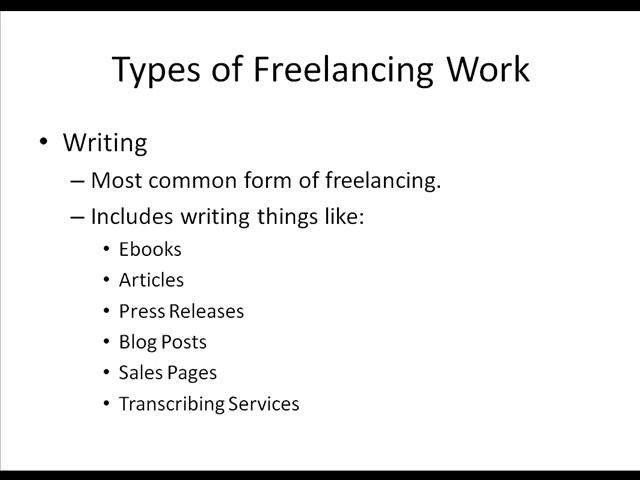 Types of Freelancing Work
• Writing
– Most common form of freelancing.
– Includes writing things like:
• Ebooks
• Articles
• Press Releases
• Blog Posts
• Sales Pages
• Transcribing Services